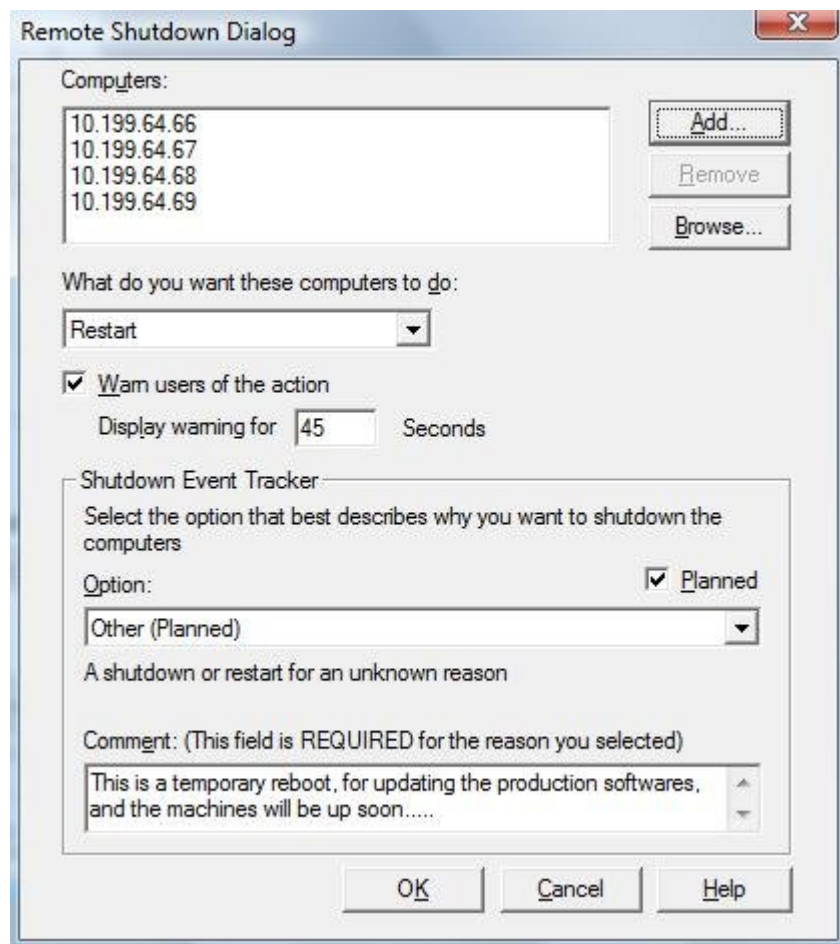 Remote Shutdown Dialog
Computers:
10.199.64.66
10.199.64.67
10.199.64.68
10.199.64.69
Add...
Remove
Browse...
What do you want these computers to do:
Restart
Warn users of the action
Display warning for 45 Seconds
Shutdown Event Tracker
Select the option that best describes why you want to shutdown the
computers
Option:
Planned
Other (Planned)
A shutdown or restart for an unknown reason
Comment: (This field is REQUIRED for the reason you selected)
This is a temporary reboot, for updating the production softwares,
and the machines will be up soon.....
OK Cancel Help